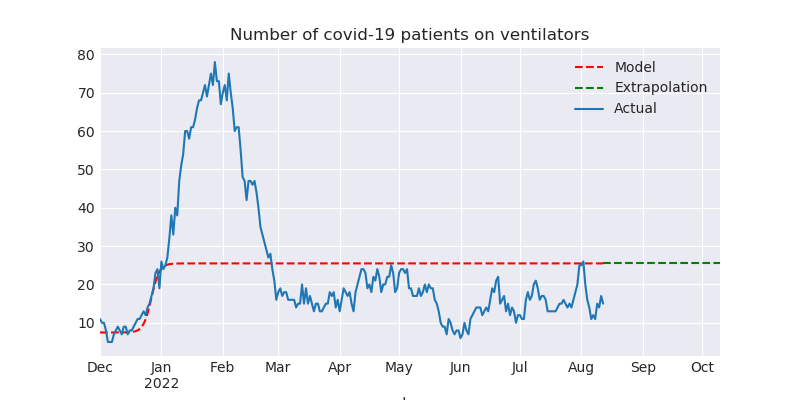 Number of covid-19 patients on ventilators
80
70
60
50
40
30
20
10
Model
Extrapolation
Actual
Dec Jan Feb Mar Apr May Jun Jul Aug Sep Oct
2022